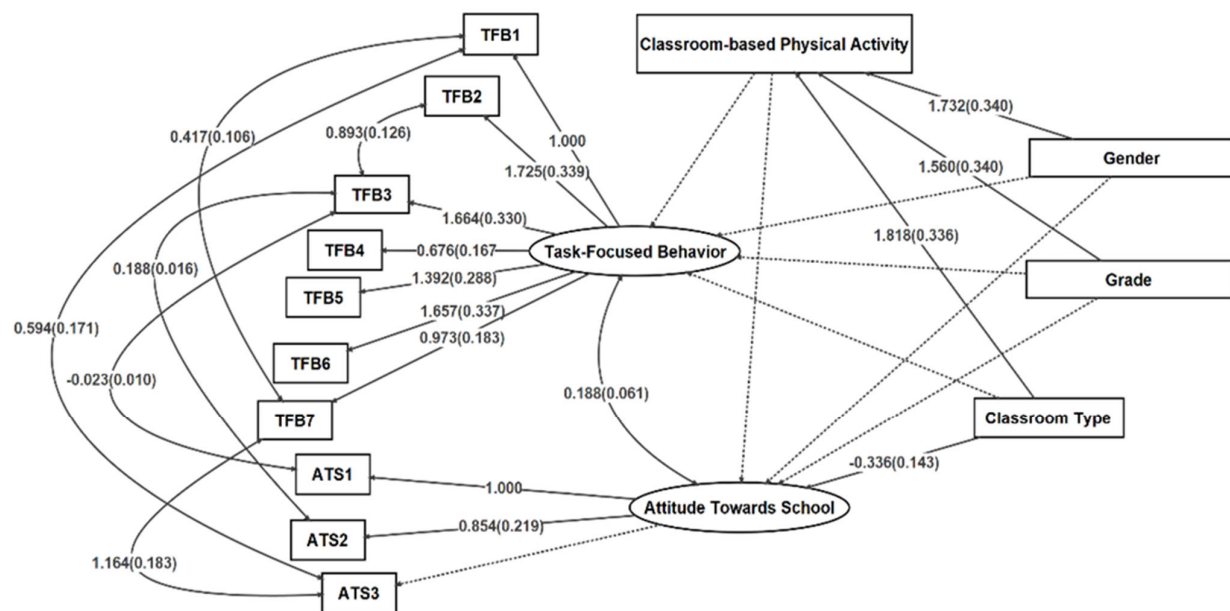 TFB1
Classroom-based Physical Activity
TFB2
1.732(0.340)
0.417(0.106)
0.893(0.126)
1.000
Gender
1.725(0.339)
1.560(0.340)
TFB3
1.664(0.330)
1.818(0.336)
TFB4
0.676(0.167
Task-Focused Behavior
0.188(0.016)
1.392(0.288)
Grade
TFB5
1.657(0.337)
0.594(0.171)
0.973(0.183)
TFB6
-0.023(0.010)
0.188(0.061)
TFB7
Classroom Type
-0.336(0.143)
ATS1
1.000
Attitude Towards School
0.854(0.219)
ATS2
1.164(0.183)
ATS3